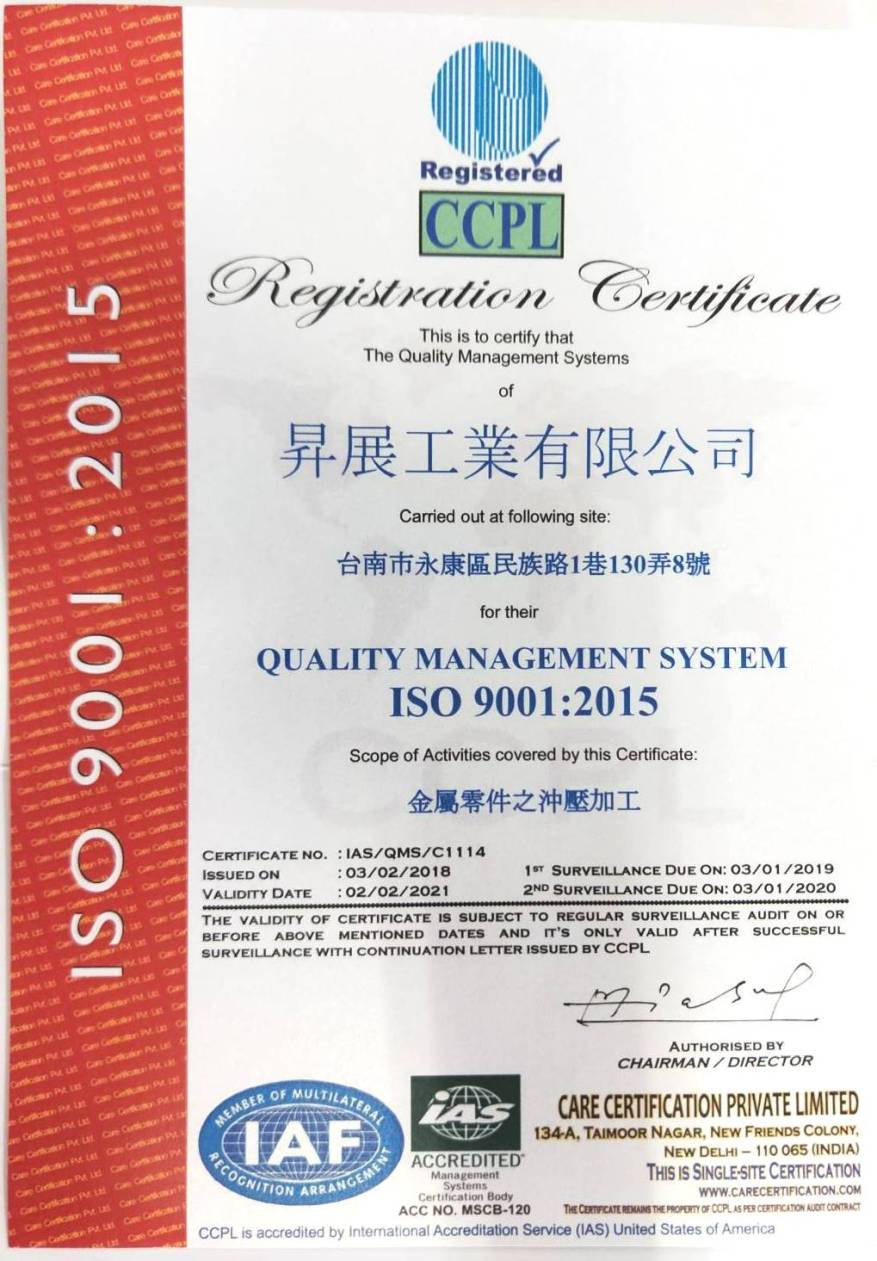 ISO 9001 : 2015
Registered
CCPL
Registration Certificate
This is to certify that
The Quality Management Systems
of
昇展工業有限公司
Carried out at following site:
台南市永康區民族路1巷130弄8號
for their
QUALITY MANAGEMENT SYSTEM
ISO 9001:2015
Scope of Activities covered by this Certificate:
金屬零件之沖壓加工
CERTIFICATE NO. : IAS/QMS/C1114
ISSUED ON : 03/02/2018 1ST SURVEILLANCE DUE ON: 03/01/2019
VALIDITY DATE : 02/02/2021 2ND SURVEILLANCE DUE ON: 03/01/2020
THE VALIDITY OF CERTIFICATE IS SUBJECT TO REGULAR SURVEILLANCE AUDIT ON OR
BEFORE ABOVE MENTIONED DATES AND IT'S ONLY VALID AFTER SUCCESSFUL
SURVEILLANCE WITH CONTINUATION LETTER ISSUED BY CCPL
AUTHORISED BY
CHAIRMAN / DIRECTOR
MEMBER OF MULTILATERAL
IAF
RECOGNITION ARRANGEMENT
iAS
ACCREDITED
Management
Systems
Certification Body
ACC NO. MSCB-120
CARE CERTIFICATION PRIVATE LIMITED
134-A, TAIMOOR NAGAR, NEW FRIENDS COLONY,
NEW DELHI – 110 065 (INDIA)
THIS IS SINGLE-SITE CERTIFICATION
WWW.CARECERTIFICATION.COM
THE CERTIFICATE REMAINS THE PROPERTY OF CCPL AS PER CERTIFICATION AUDIT CONTRACT
CCPL is accredited by International Accreditation Service (IAS) United States of America